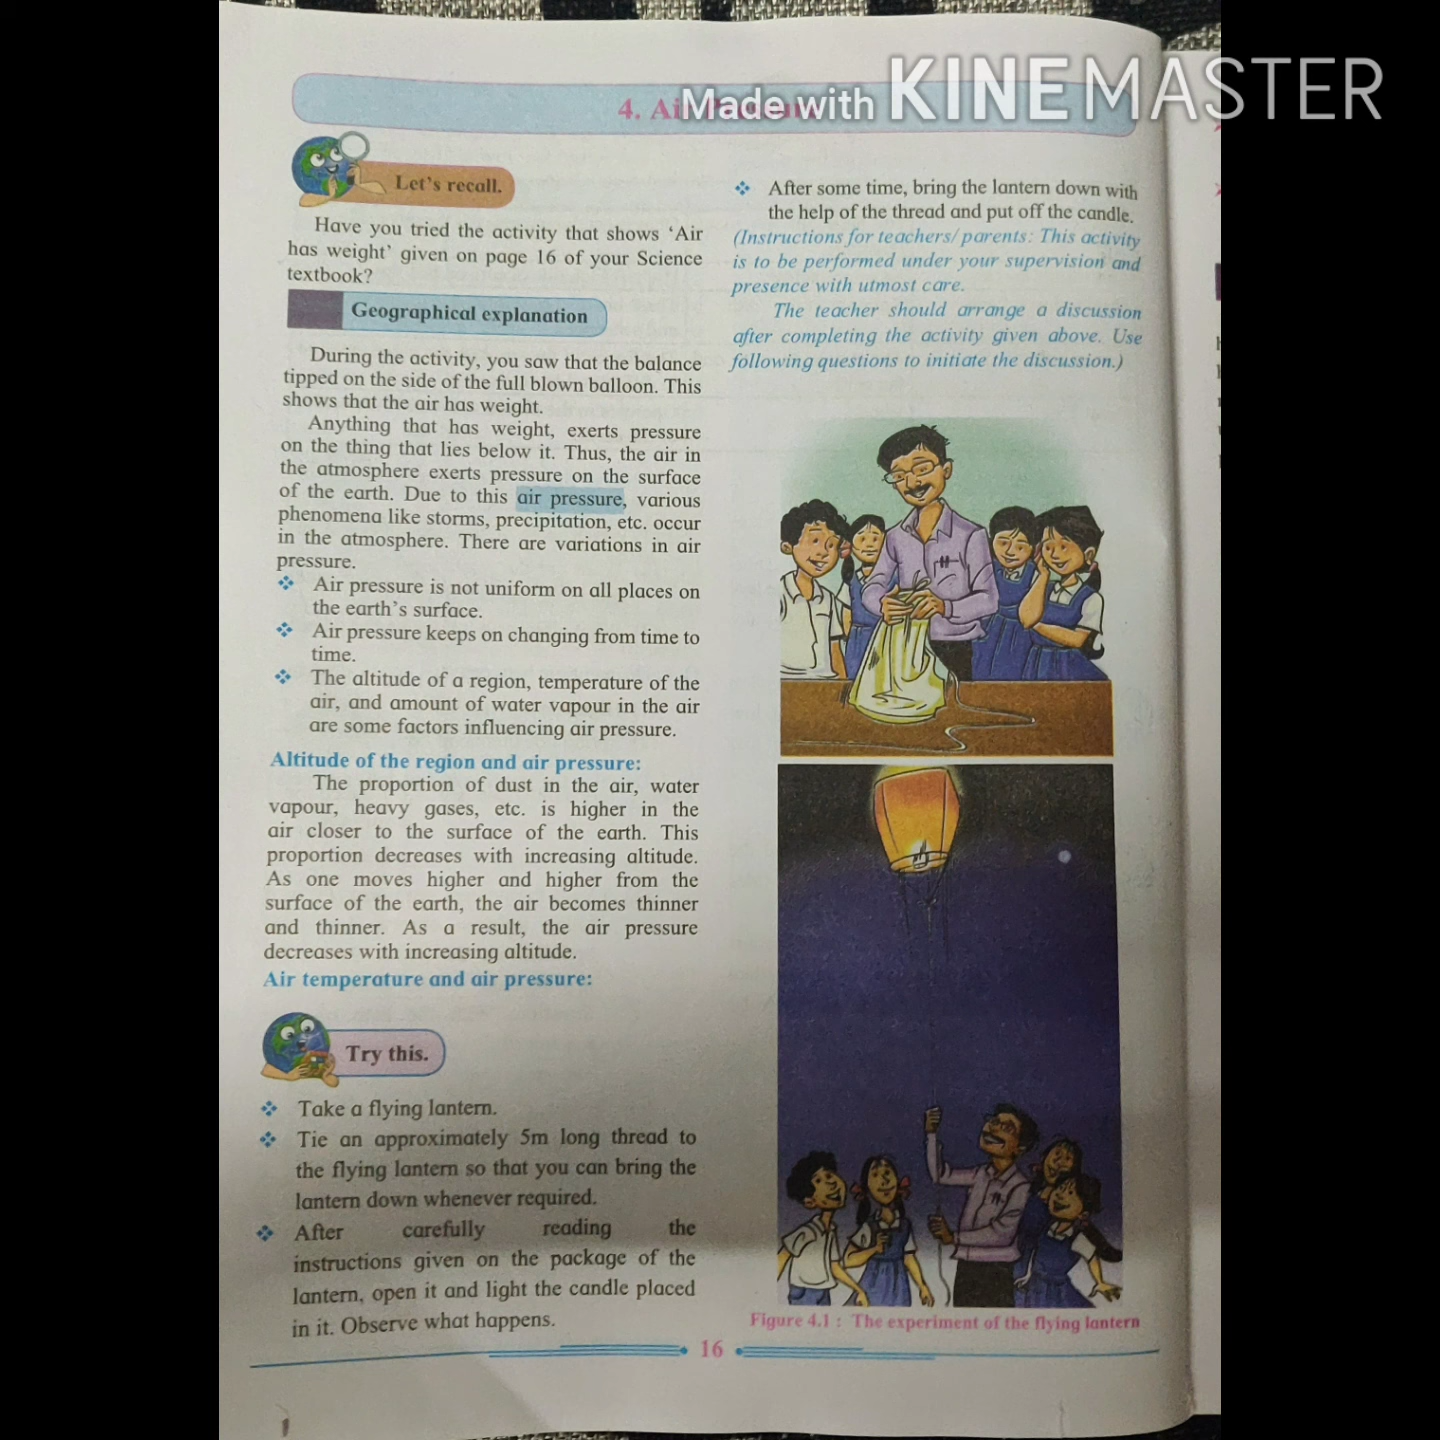 Made with KINEMASTER
4. Air Pressure
Let's recall.
Have you tried the activity that shows 'Air
has weight' given on page 16 of your Science
textbook?
Geographical explanation
During the activity, you saw that the balance
tipped on the side of the full blown balloon. This
shows that the air has weight.
Anything that has weight, exerts pressure
on the thing that lies below it. Thus, the air in
the atmosphere exerts pressure on the surface
of the earth. Due to this air pressure, various
phenomena like storms, precipitation, etc. occur
in the atmosphere. There are variations in air
pressure.
❖ Air pressure is not uniform on all places on
the earth's surface.
❖ Air pressure keeps on changing from time to
time.
❖ The altitude of a region, temperature of the
air, and amount of water vapour in the air
are some factors influencing air pressure.
Altitude of the region and air pressure:
The proportion of dust in the air, water
vapour, heavy gases, etc. is higher in the
air closer to the surface of the earth. This
proportion decreases with increasing altitude.
As one moves higher and higher from the
surface of the earth, the air becomes thinner
and thinner. As a result, the air pressure
decreases with increasing altitude.
Air temperature and air pressure:
Try this.
❖ Take a flying lantern.
❖ Tie an approximately 5m long thread to
the flying lantern so that you can bring the
lantern down whenever required.
❖ After carefully reading the
instructions given on the package of the
lantern, open it and light the candle placed
in it. Observe what happens.
❖ After some time, bring the lantern down with
the help of the thread and put off the candle.
(Instructions for teachers/ parents: This activity
is to be performed under your supervision and
presence with utmost care.
The teacher should arrange a discussion
after completing the activity given above. Use
following questions to initiate the discussion.)
Figure 4.1 : The experiment of the flying lantern
16